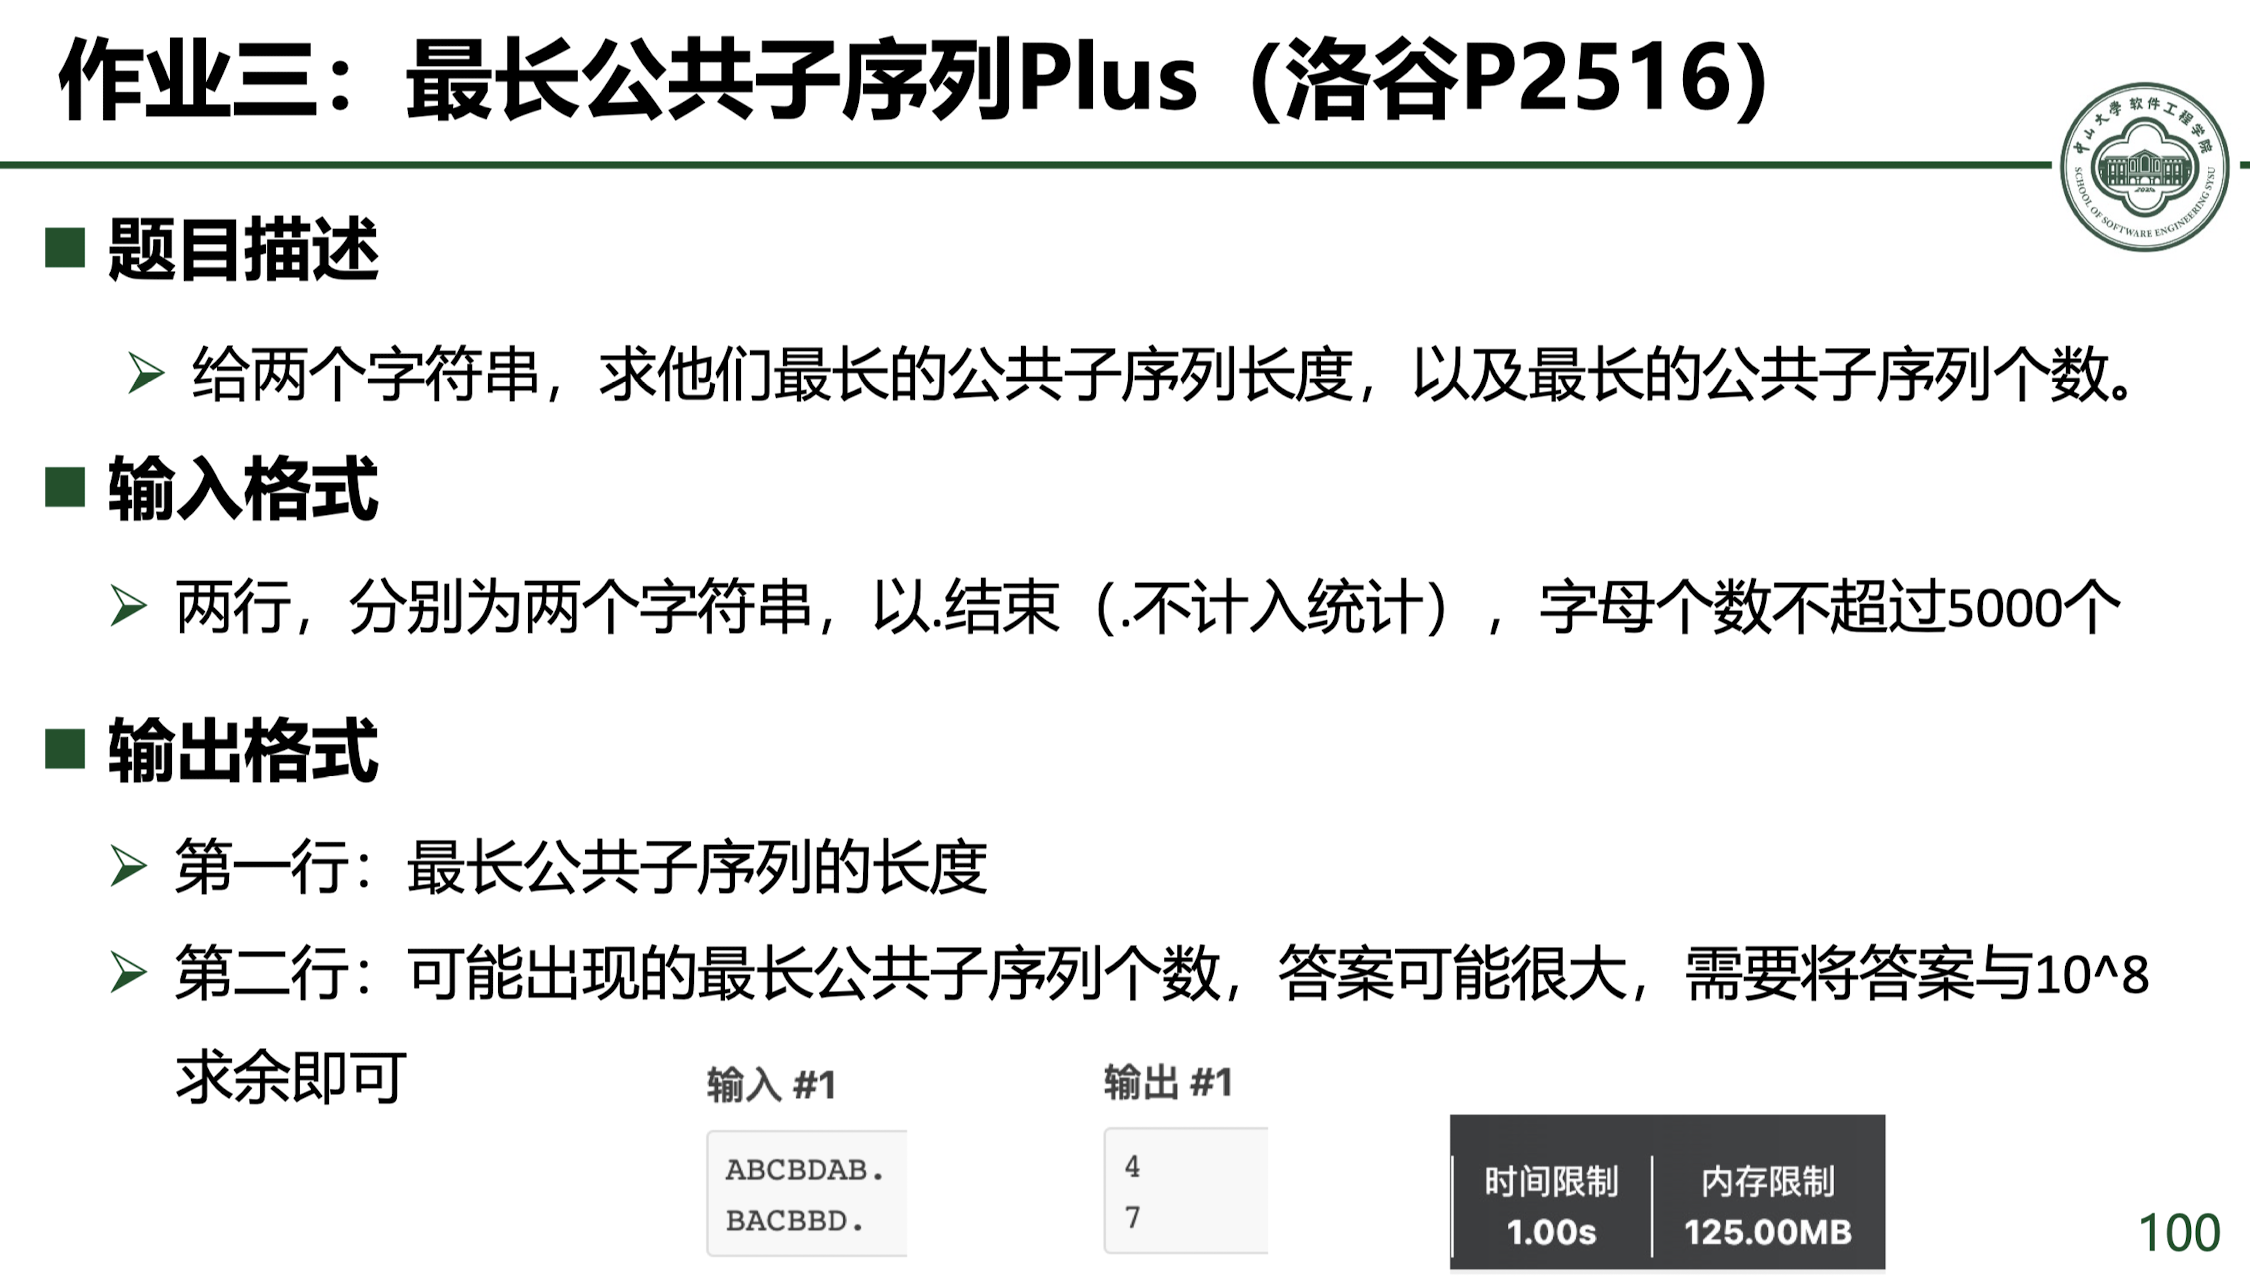 作业三：最长公共子序列Plus（洛谷P2516）
中山大学 软件工程学院
SCHOOL OF SOFTWARE ENGINEERING SYSU
题目描述
给两个字符串，求他们最长的公共子序列长度，以及最长的公共子序列个数。
输入格式
两行，分别为两个字符串，以.结束（.不计入统计），字母个数不超过5000个
输出格式
第一行：最长公共子序列的长度
第二行：可能出现的最长公共子序列个数，答案可能很大，需要将答案与10^8
求余即可
输入 #1
ABCBDAB.
BACBBD.
输出 #1
4
7
时间限制
1.00s
内存限制
125.00MB
100